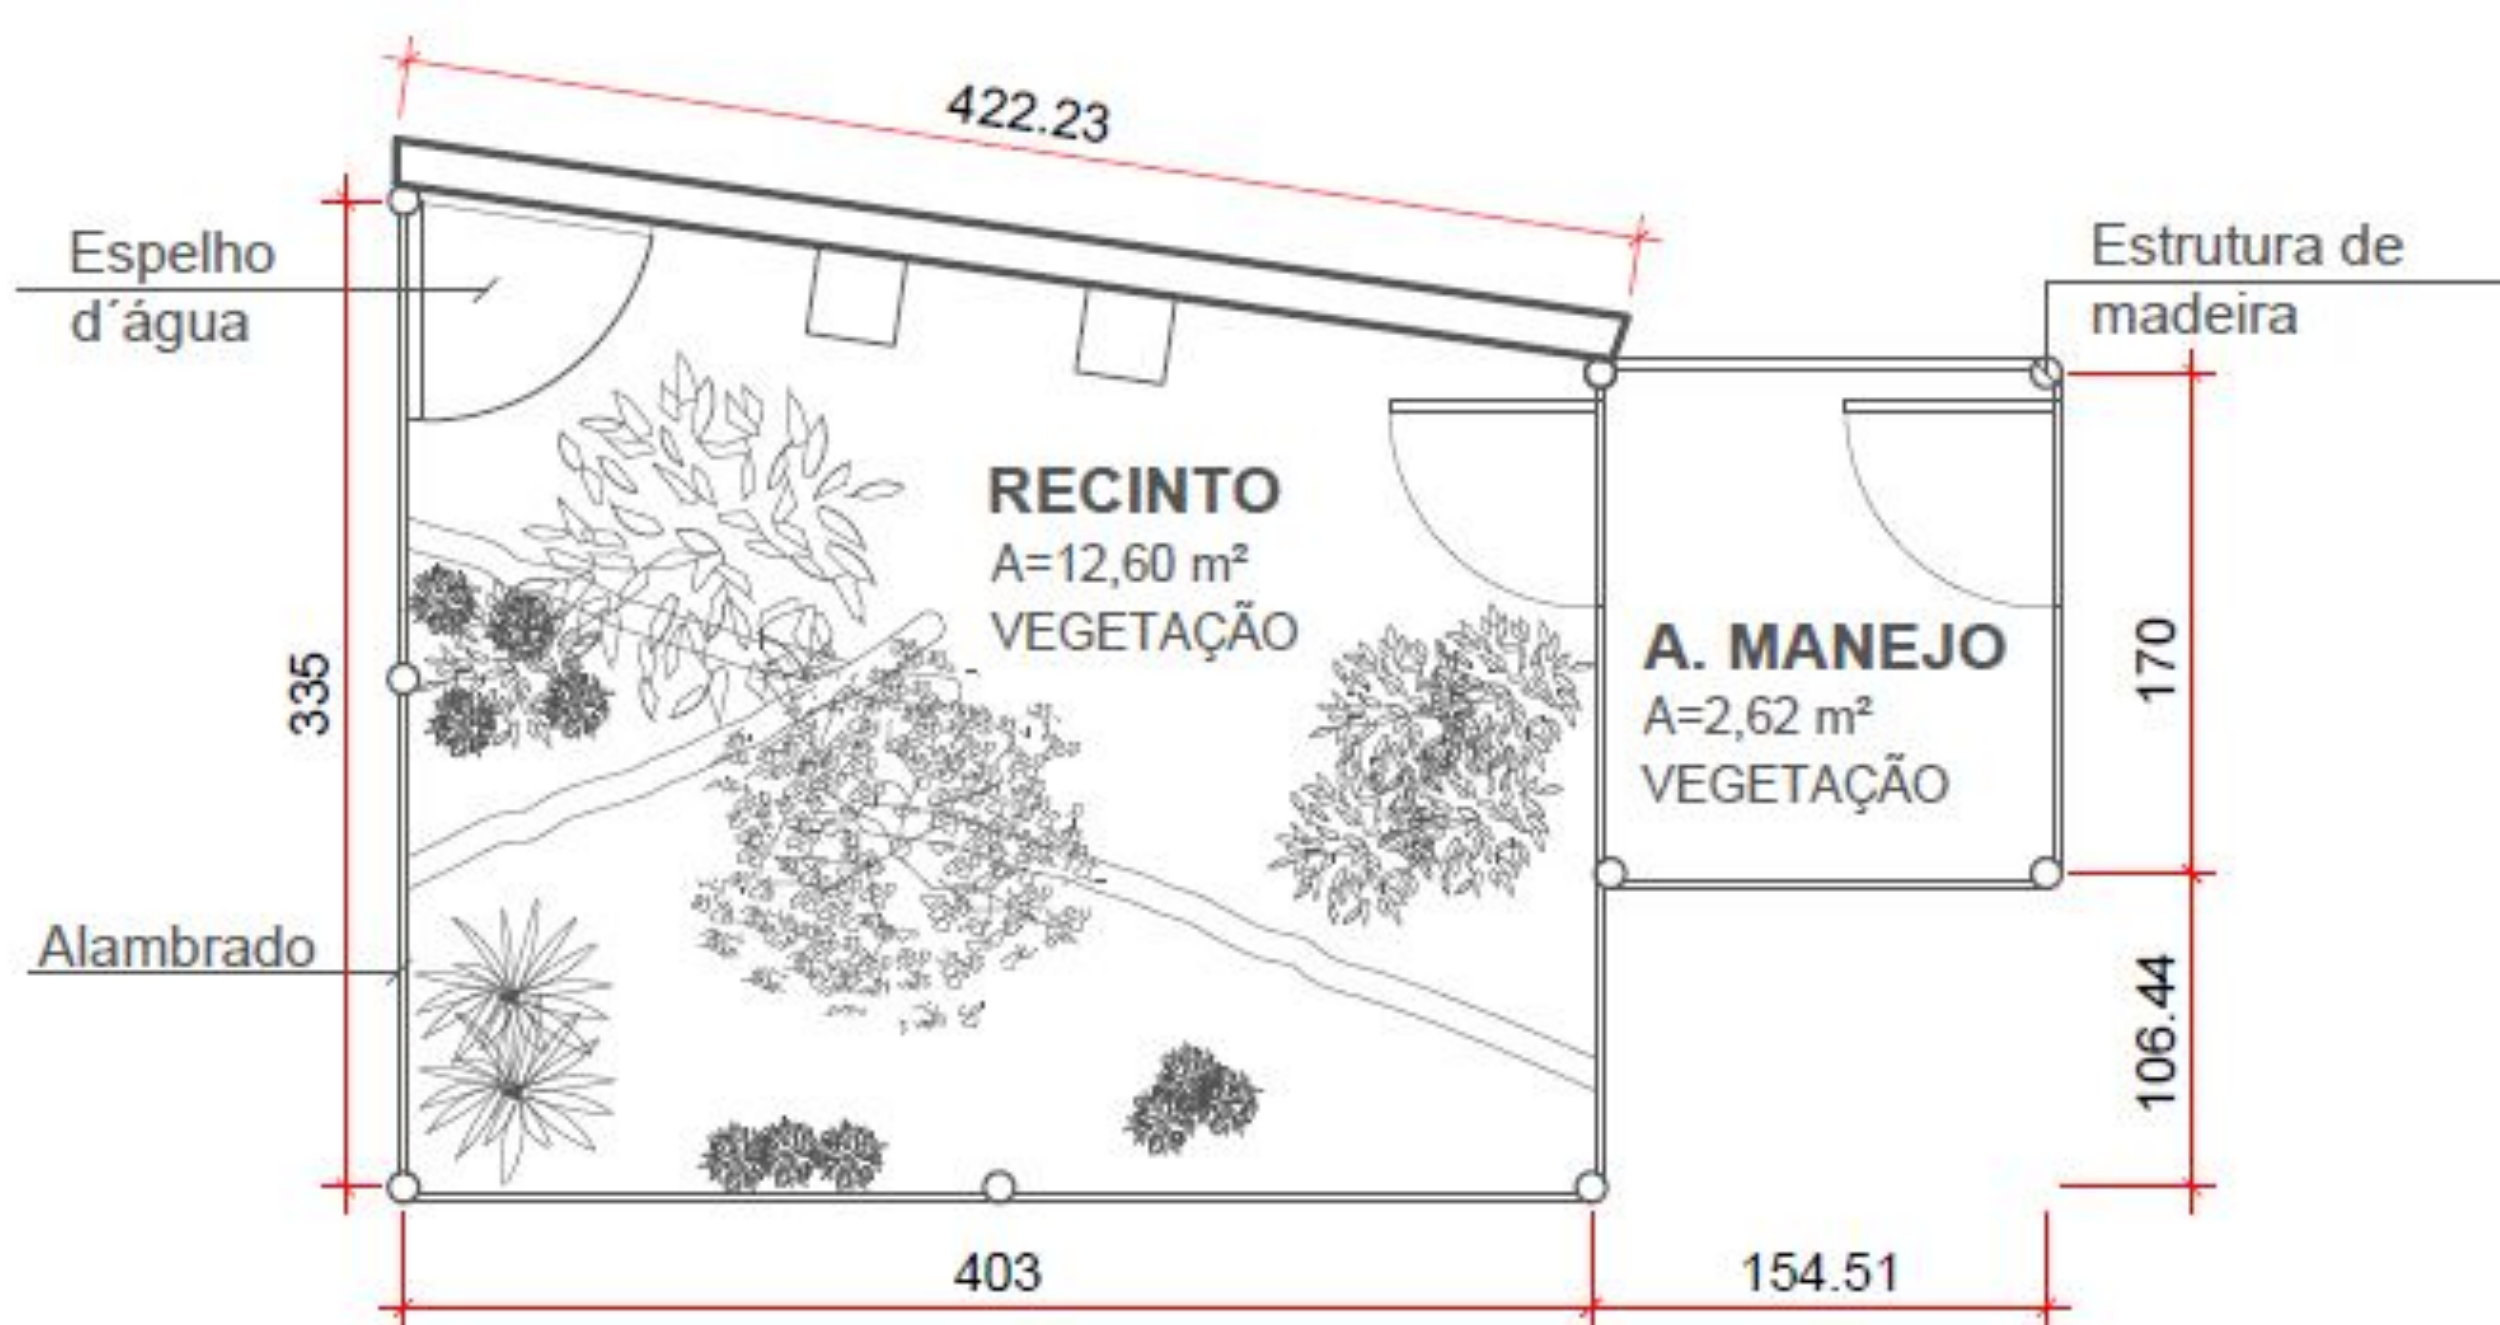 422.23
Espelho
d´água
Estrutura de
madeira
RECINTO
A=12,60 m²
VEGETAÇÃO
A. MANEJO
A=2,62 m²
VEGETAÇÃO
335
170
Alambrado
106.44
403
154.51